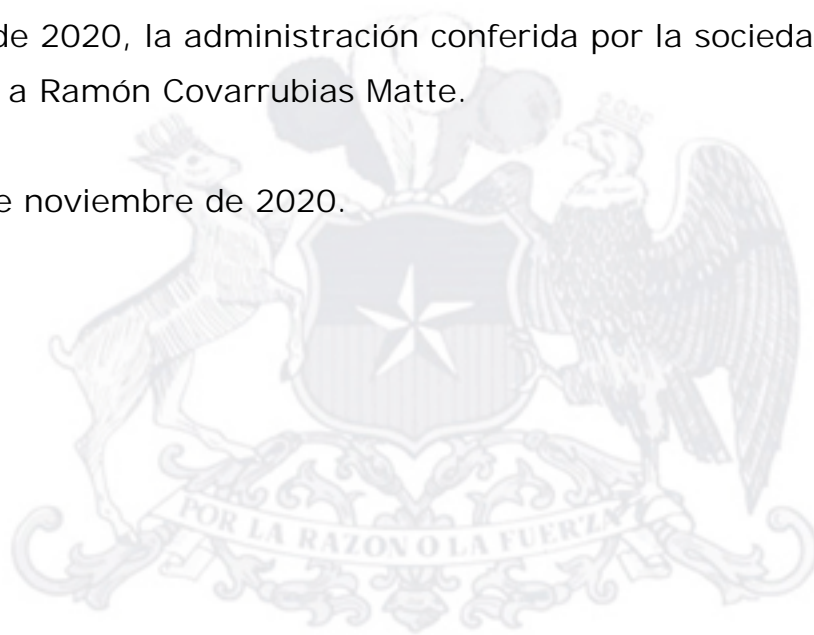 de 2020, la administración conferida por la socieda
a Ramón Covarrubias Matte.
e noviembre de 2020.
POR LA RAZON O LA FUERZA